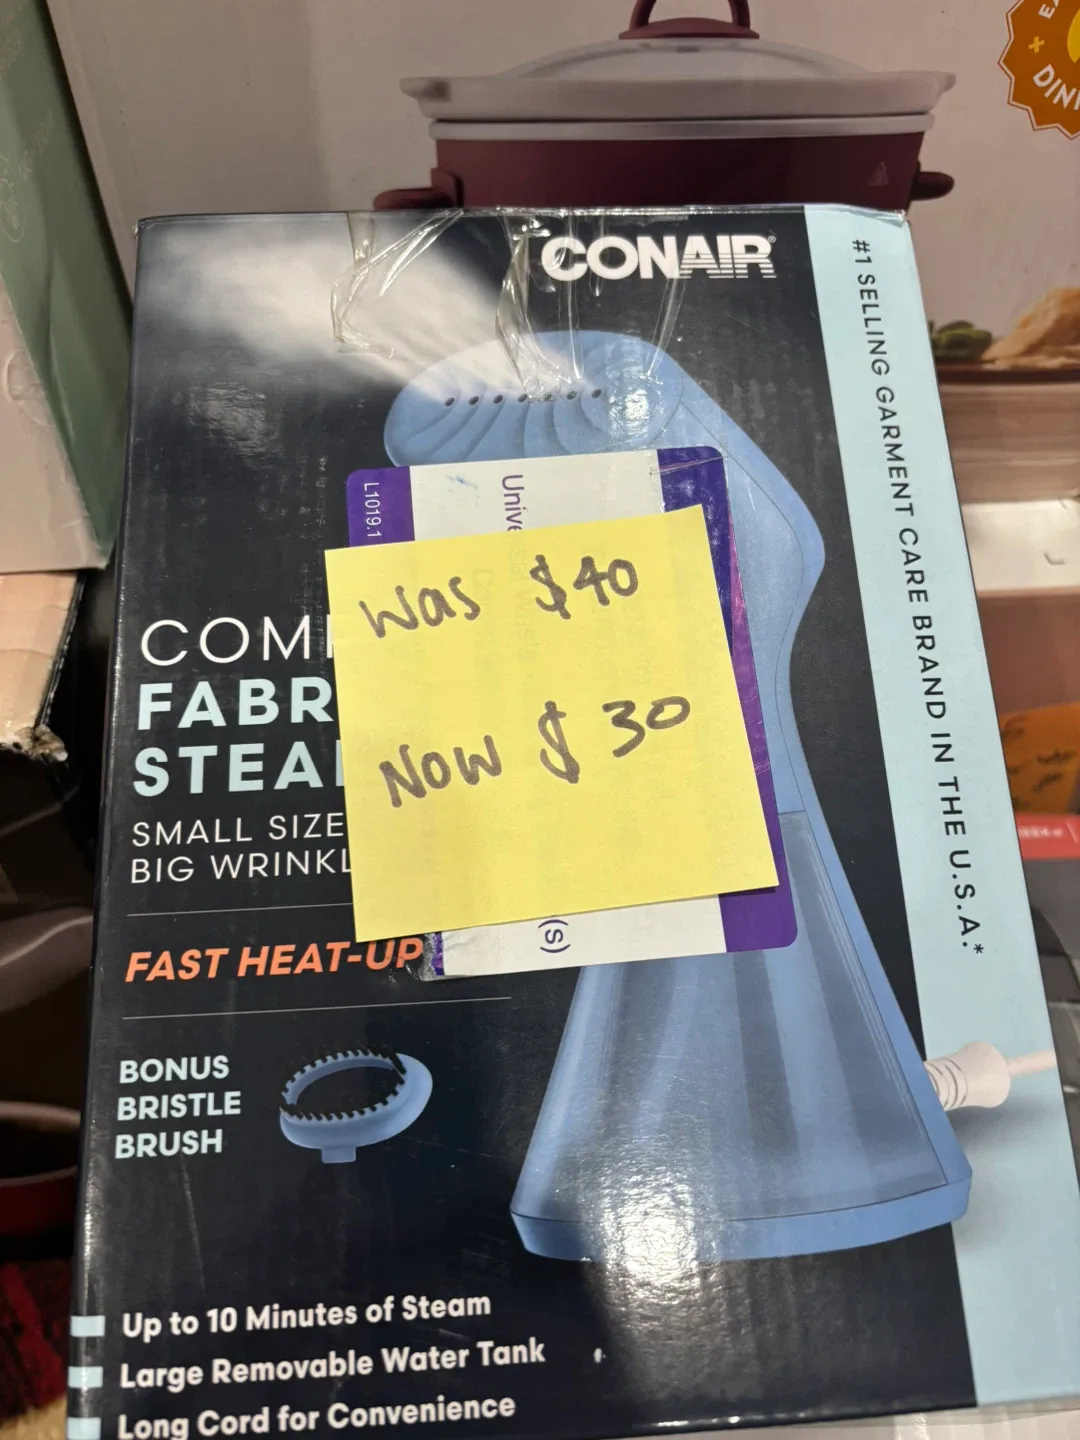 CONAIR
#1 SELLING GARMENT CARE BRAND IN THE U.S.A.*
L1019.1
Was $40
Now $30
(s)
FABR
STEA
SMALL SIZE
BIG WRINKL
FAST HEAT-UP
BONUS
BRISTLE
BRUSH
Up to 10 Minutes of Steam
Large Removable Water Tank
Long Cord for Convenience